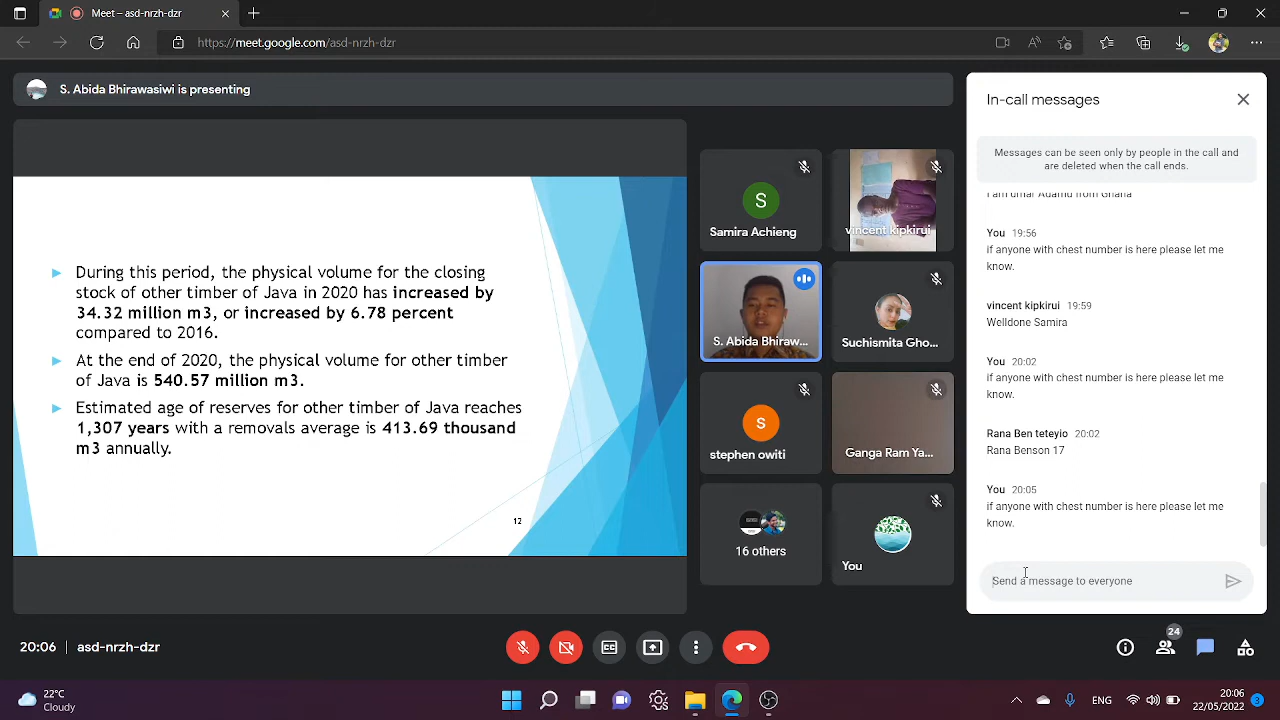 Meet – asd-nrzh-dzr
https://meet.google.com/asd-nrzh-dzr
S. Abida Bhirawasiwi is presenting
During this period, the physical volume for the closing
stock of other timber of Java in 2020 has increased by
34.32 million m3, or increased by 6.78 percent
compared to 2016.
At the end of 2020, the physical volume for other timber
of Java is 540.57 million m3.
Estimated age of reserves for other timber of Java reaches
1,307 years with a removals average is 413.69 thousand
m3 annually.
12
S
Samira Achieng
vincent kipkirui
S. Abida Bhiraw...
Suchismita Gho...
s
stephen owiti
Ganga Ram Ya...
16 others
You
In-call messages
Messages can be seen only by people in the call and
are deleted when the call ends.
I am umar Adamu from Ghana
You 19:56
if anyone with chest number is here please let me
know.
vincent kipkirui 19:59
Welldone Samira
You 20:02
if anyone with chest number is here please let me
know.
Rana Ben teteyio 20:02
Rana Benson 17
You 20:05
if anyone with chest number is here please let me
know.
Send a message to everyone
20:06 | asd-nrzh-dzr
24
22°C
Cloudy
ENG
20:06
22/05/2022
3